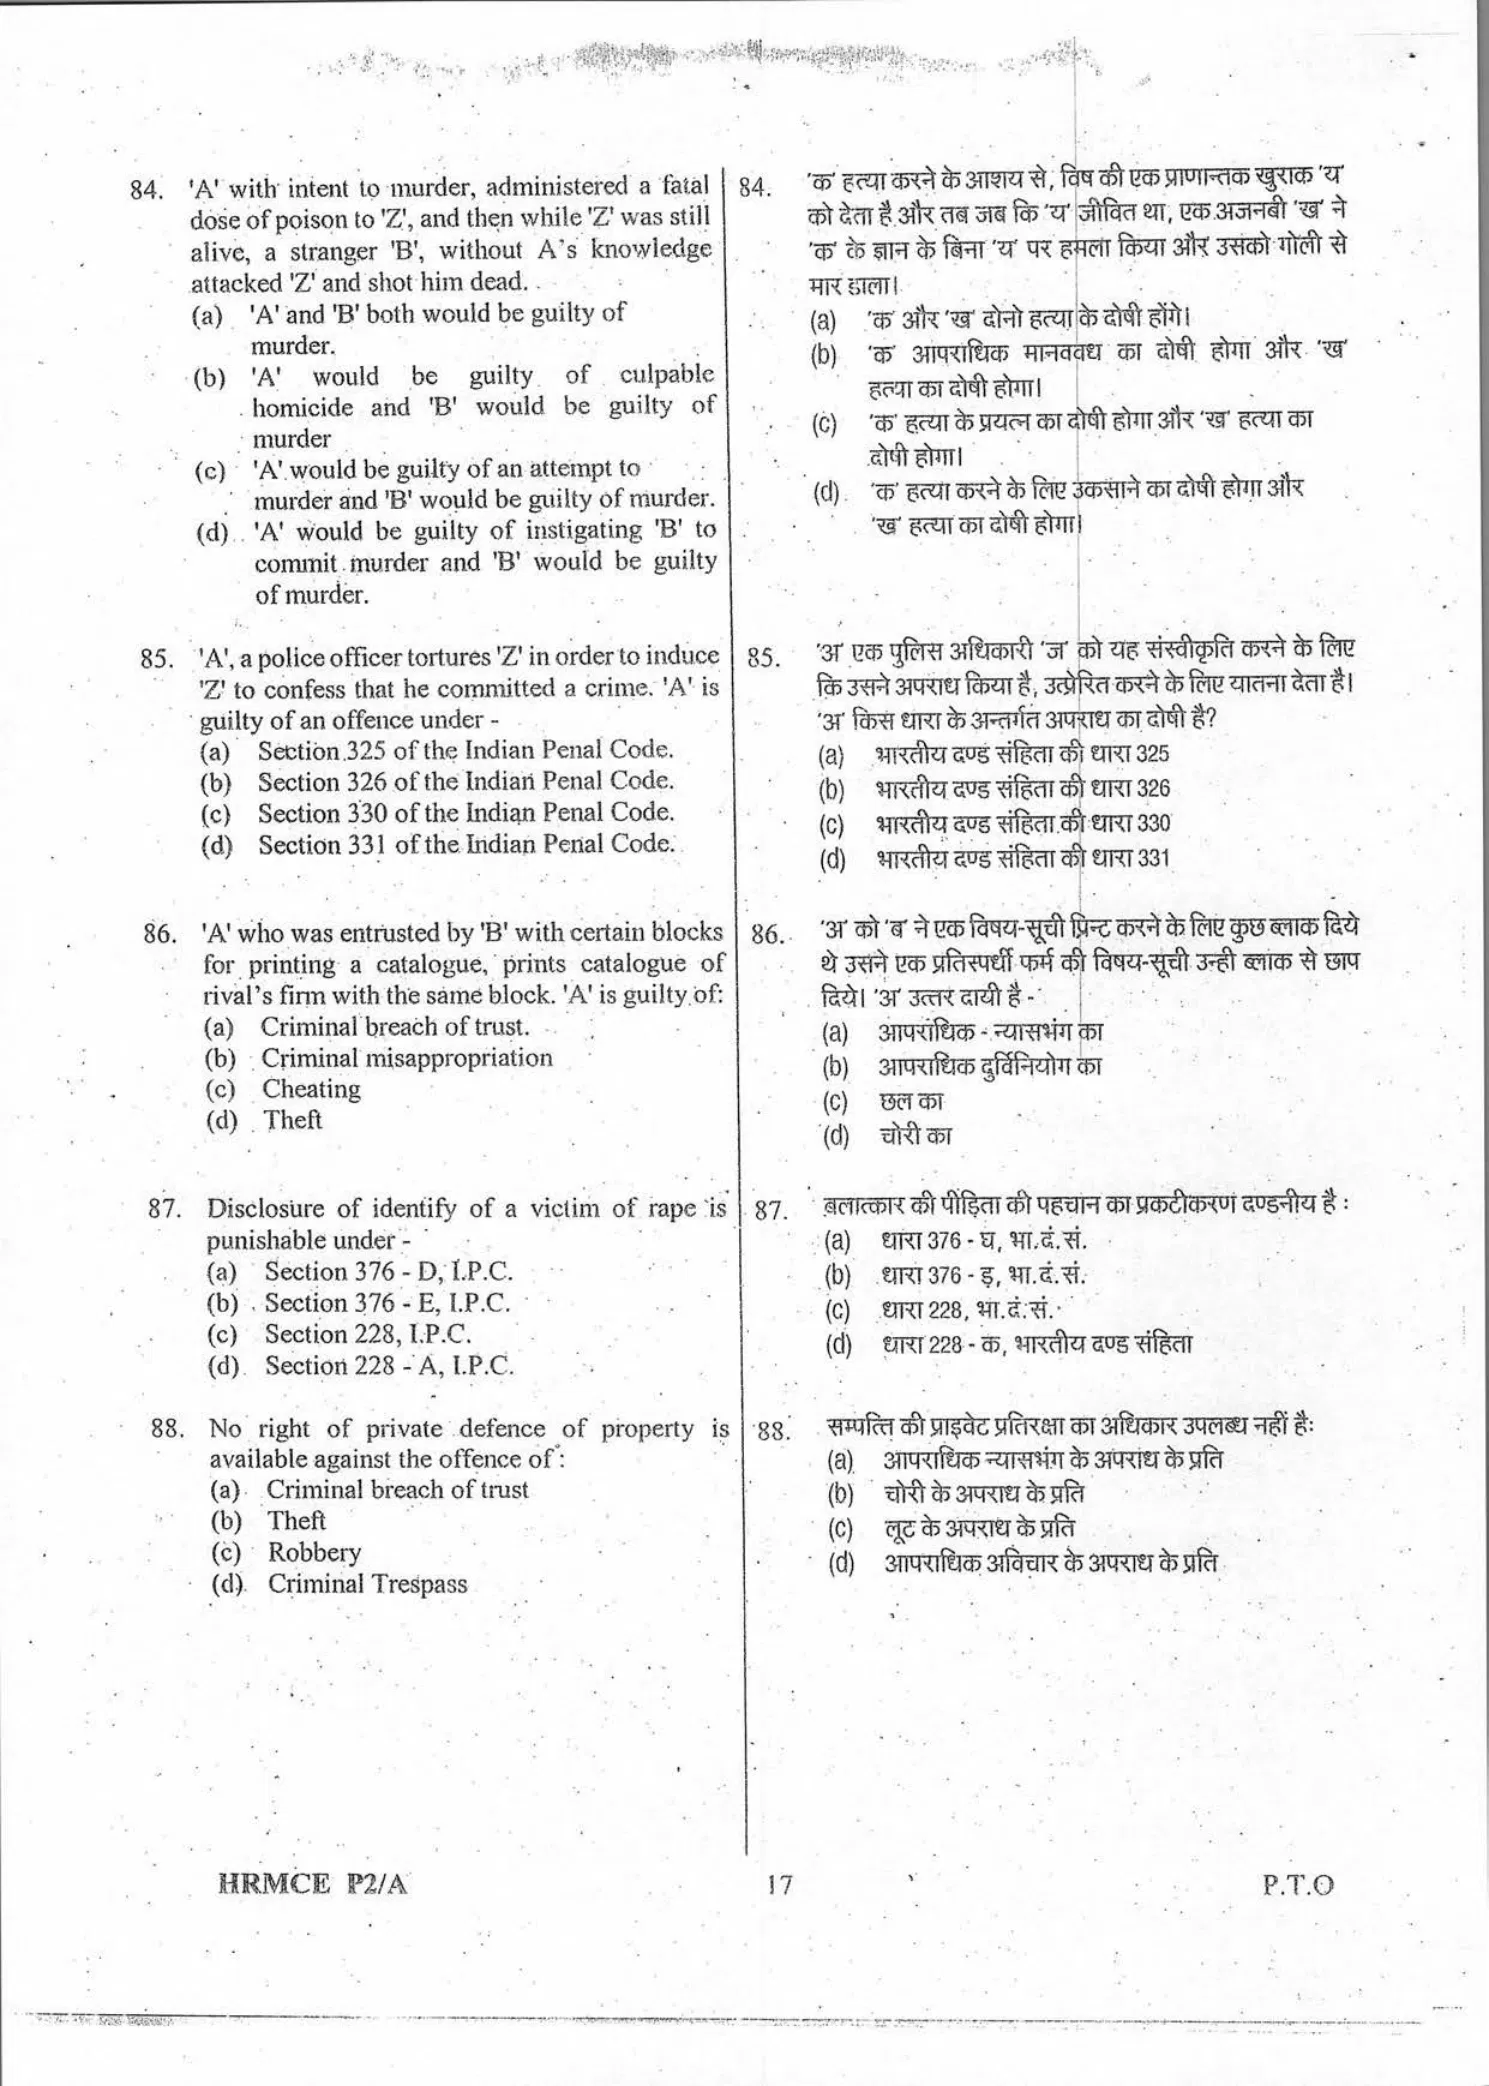 84. 'A' with intent to murder, administered a fatal
dose of poison to 'Z', and then while 'Z' was still
alive, a stranger 'B', without A's knowledge
attacked 'Z' and shot him dead.
(a) 'A' and 'B' both would be guilty of
murder.
(b) 'A' would be guilty of culpable
homicide and 'B' would be guilty of
murder
(c) 'A' would be guilty of an attempt to
murder and 'B' would be guilty of murder.
(d) 'A' would be guilty of instigating 'B' to
commit murder and 'B' would be guilty
of murder.
85. 'A', a police officer tortures 'Z' in order to induce
'Z' to confess that he committed a crime. 'A' is
guilty of an offence under -
(a) Section 325 of the Indian Penal Code.
(b) Section 326 of the Indian Penal Code.
(c) Section 330 of the Indian Penal Code.
(d) Section 331 of the Indian Penal Code.
86. 'A' who was entrusted by 'B' with certain blocks
for printing a catalogue, prints catalogue of
rival's firm with the same block. 'A' is guilty of:
(a) Criminal breach of trust.
(b) Criminal misappropriation
(c) Cheating
(d) Theft
87. Disclosure of identify of a victim of rape is
punishable under -
(a) Section 376 - D, I.P.C.
(b) Section 376 - E, I.P.C.
(c) Section 228, I.P.C.
(d) Section 228 - A, I.P.C.
88. No right of private defence of property is
available against the offence of :
(a) Criminal breach of trust
(b) Theft
(c) Robbery
(d) Criminal Trespass
84. 'क' हत्या करने के आशय से, विष की एक प्राणान्तक खुराक 'य'
को देता है और तब जब कि 'य' जीवित था, एक अजनबी 'ख' ने
'क' के ज्ञान के बिना 'य' पर हमला किया और उसको गोली से
मार डाला।
(a) 'क' और 'ख' दोनो हत्या के दोषी होंगे।
(b) 'क' आपराधिक मानववध का दोषी होगा और 'ख'
हत्या का दोषी होगा।
(c) 'क' हत्या के प्रयत्न का दोषी होगा और 'ख' हत्या का
दोषी होगा।
(d) 'क' हत्या करने के लिए उकसाने का दोषी होगा और
'ख' हत्या का दोषी होगा।
85. 'अ' एक पुलिस अधिकारी 'ज' को यह संस्वीकृति करने के लिए
कि उसने अपराध किया है, उत्प्रेरित करने के लिए यातना देता है।
'अ' किस धारा के अन्तर्गत अपराध का दोषी है?
(a) भारतीय दण्ड संहिता की धारा 325
(b) भारतीय दण्ड संहिता की धारा 326
(c) भारतीय दण्ड संहिता की धारा 330
(d) भारतीय दण्ड संहिता की धारा 331
86. 'अ' को 'ब' ने एक विषय-सूची प्रिन्ट करने के लिए कुछ ब्लाक दिये
थे उसने एक प्रतिस्पर्धी फर्म की विषय-सूची उन्ही ब्लाक से छाप
दिये। 'अ' उत्तर दायी है -
(a) आपराधिक - न्यासभंग का
(b) आपराधिक दुर्विनियोग का
(c) छल का
(d) चोरी का
87. बलात्कार की पीड़िता की पहचान का प्रकटीकरण दण्डनीय है :
(a) धारा 376 - घ, भा.दं.सं.
(b) धारा 376 - ड़, भा.दं.सं.
(c) धारा 228, भा.दं.सं.
(d) धारा 228 - क, भारतीय दण्ड संहिता
88. सम्पत्ति की प्राइवेट प्रतिरक्षा का अधिकार उपलब्ध नहीं है:
(a) आपराधिक न्यासभंग के अपराध के प्रति
(b) चोरी के अपराध के प्रति
(c) लूट के अपराध के प्रति
(d) आपराधिक अविचार के अपराध के प्रति
HRMCE P2/A 17 P.T.O